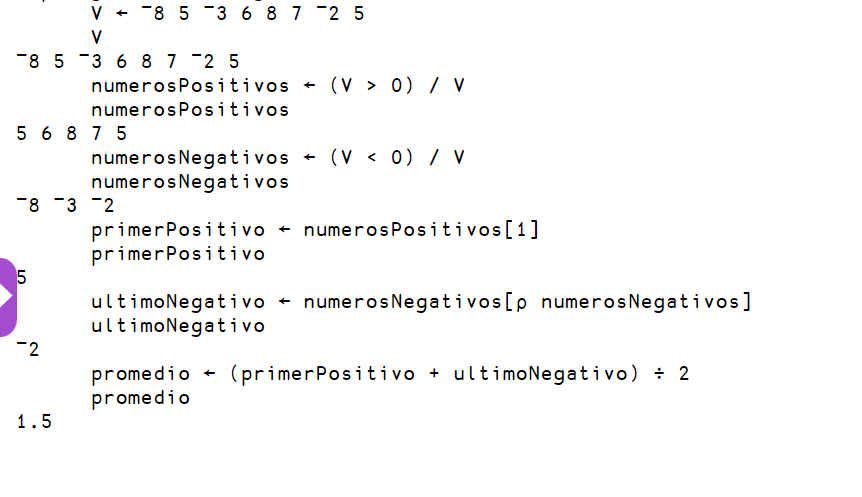 V ← ¯8 5 ¯3 6 8 7 ¯2 5
V
¯8 5 ¯3 6 8 7 ¯2 5
numerosPositivos ← (V > 0) / V
numerosPositivos
5 6 8 7 5
numerosNegativos ← (V < 0) / V
numerosNegativos
¯8 ¯3 ¯2
primerPositivo ← numerosPositivos[1]
primerPositivo
5
ultimoNegativo ← numerosNegativos[⍴ numerosNegativos]
ultimoNegativo
¯2
promedio ← (primerPositivo + ultimoNegativo) ÷ 2
promedio
1.5